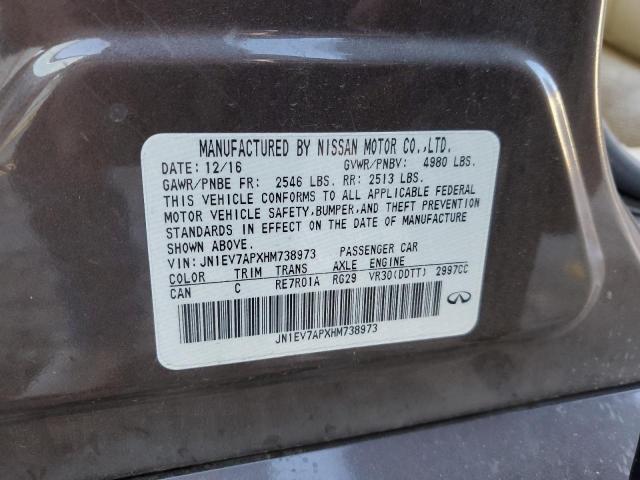 MANUFACTURED BY NISSAN MOTOR CO.,LTD.
DATE: 12/16 GVWR/PNBV: 4980 LBS.
GAWR/PNBE FR: 2546 LBS. RR: 2513 LBS.
THIS VEHICLE CONFORMS TO ALL APPLICABLE FEDERAL
MOTOR VEHICLE SAFETY,BUMPER,AND THEFT PREVENTION
STANDARDS IN EFFECT ON THE DATE OF MANUFACTURE
SHOWN ABOVE.
VIN: JN1EV7APXHM738973 PASSENGER CAR
COLOR TRIM TRANS AXLE ENGINE
CAN C RE7R01A RG29 VR30(DDTT) 2997CC
JN1EV7APXHM738973